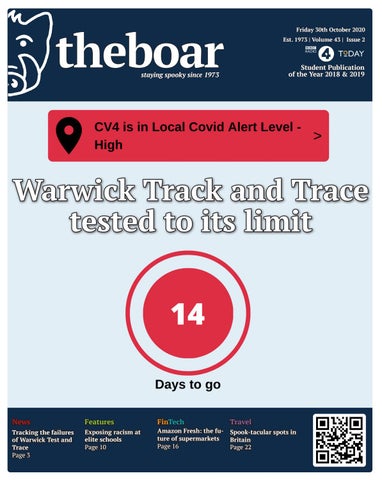 theboar
staying spooky since 1973
Friday 30th October 2020
Est. 1973 | Volume 43 | Issue 2
BBC
RADIO
4 TODAY
Student Publication
of the Year 2018 & 2019
CV4 is in Local Covid Alert Level -
High
>
Warwick Track and Trace
tested to its limit
14
Days to go
News
Tracking the failures
of Warwick Test and
Trace
Page 3
Features
Exposing racism at
elite schools
Page 10
FinTech
Amazon Fresh: the fu-
ture of supermarkets
Page 16
Travel
Spook-tacular spots in
Britain
Page 22